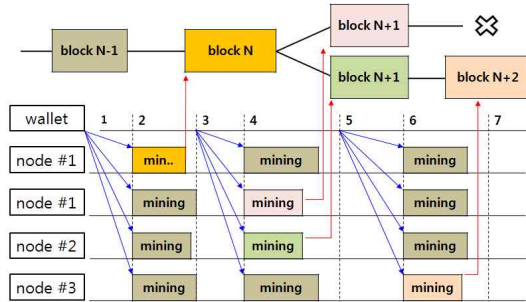 block N+1
block N-1
block N
block N+1
block N+2
wallet
1
2
3
4
5
6
7
node #1
min..
mining
mining
node #1
mining
mining
mining
node #2
mining
mining
mining
node #3
mining
mining
mining